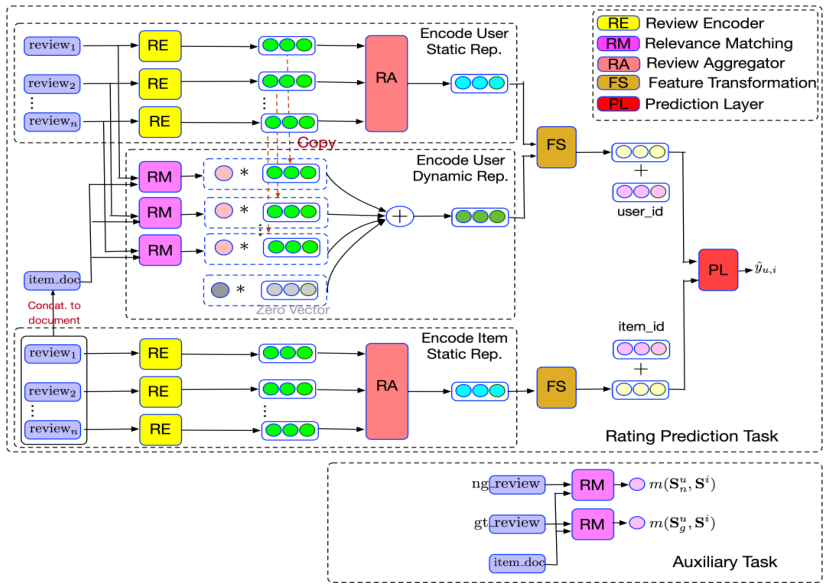 Encode User
Static Rep.
review₁
RE
review₂
RE
⋮
⋮
reviewₙ
RE
RA
Copy
RE Review Encoder
RM Relevance Matching
RA Review Aggregator
FS Feature Transformation
PL Prediction Layer
Encode User
Dynamic Rep.
RM
*
RM
*
⋮
RM
*
*
Zero Vector
+
FS
+
user_id
item_doc
Concat. to
document
PL
ŷᵤ,ᵢ
Encode Item
Static Rep.
review₁
RE
review₂
RE
⋮
⋮
reviewₙ
RE
RA
FS
item_id
+
Rating Prediction Task
ng_review
RM
m(Sₙᵘ, Sⁱ)
gt_review
RM
m(S_gᵘ, Sⁱ)
item_doc
Auxiliary Task